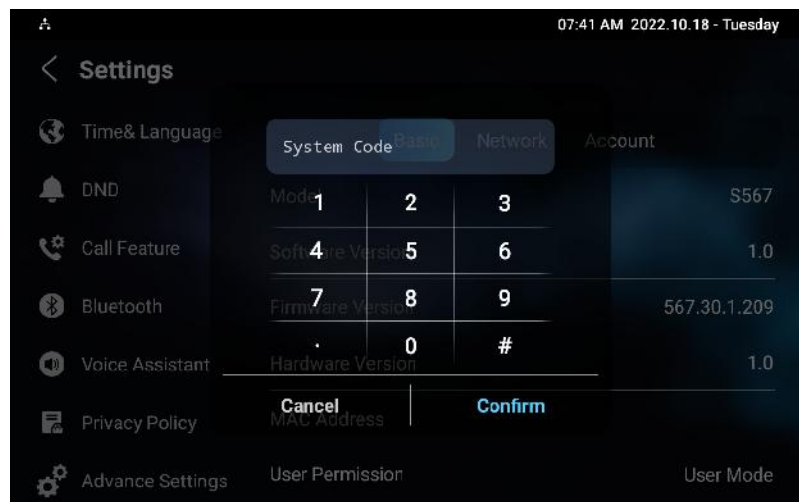 07:41 AM 2022.10.18 - Tuesday
Settings
Time& Language
DND
Call Feature
Bluetooth
Voice Assistant
Privacy Policy
Advance Settings
Basic Network Account
Model S567
Software Version 1.0
Firmware Version 567.30.1.209
Hardware Version 1.0
MAC Address
User Permission User Mode
System Code
1 2 3
4 5 6
7 8 9
. 0 #
Cancel Confirm